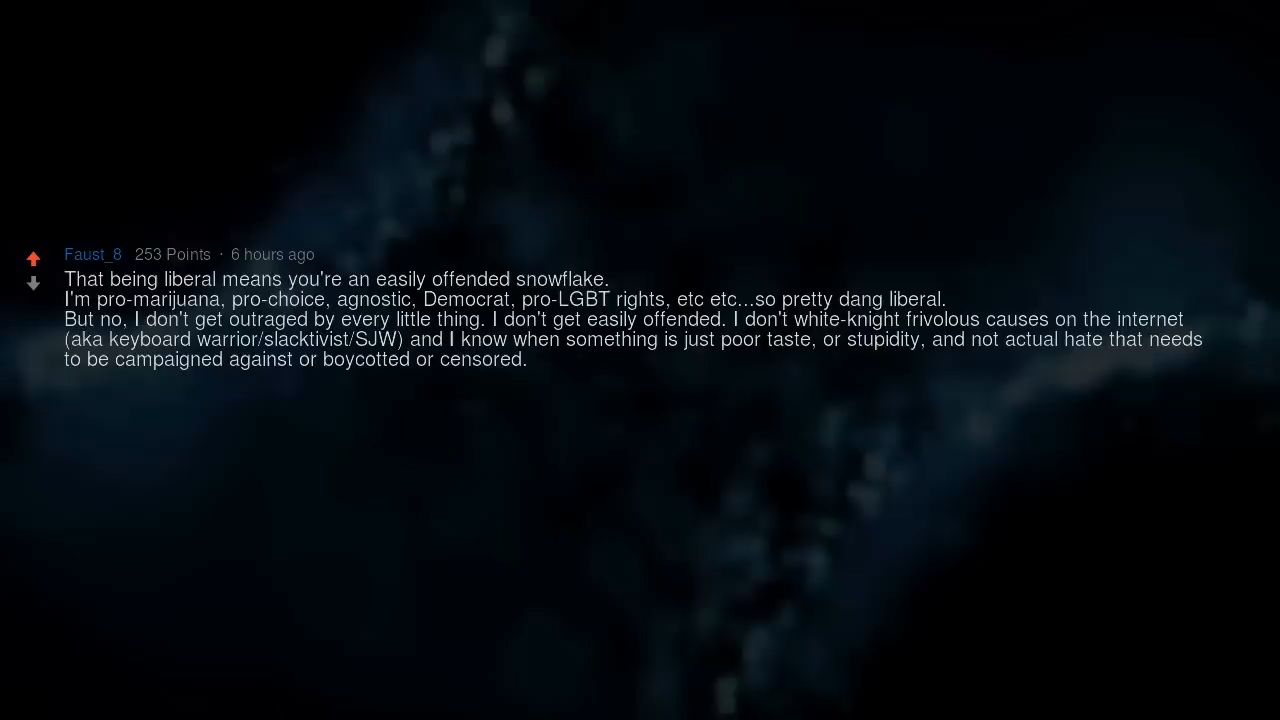 Faust_8 253 Points · 6 hours ago
That being liberal means you're an easily offended snowflake.
I'm pro-marijuana, pro-choice, agnostic, Democrat, pro-LGBT rights, etc etc...so pretty dang liberal.
But no, I don't get outraged by every little thing. I don't get easily offended. I don't white-knight frivolous causes on the internet
(aka keyboard warrior/slacktivist/SJW) and I know when something is just poor taste, or stupidity, and not actual hate that needs
to be campaigned against or boycotted or censored.